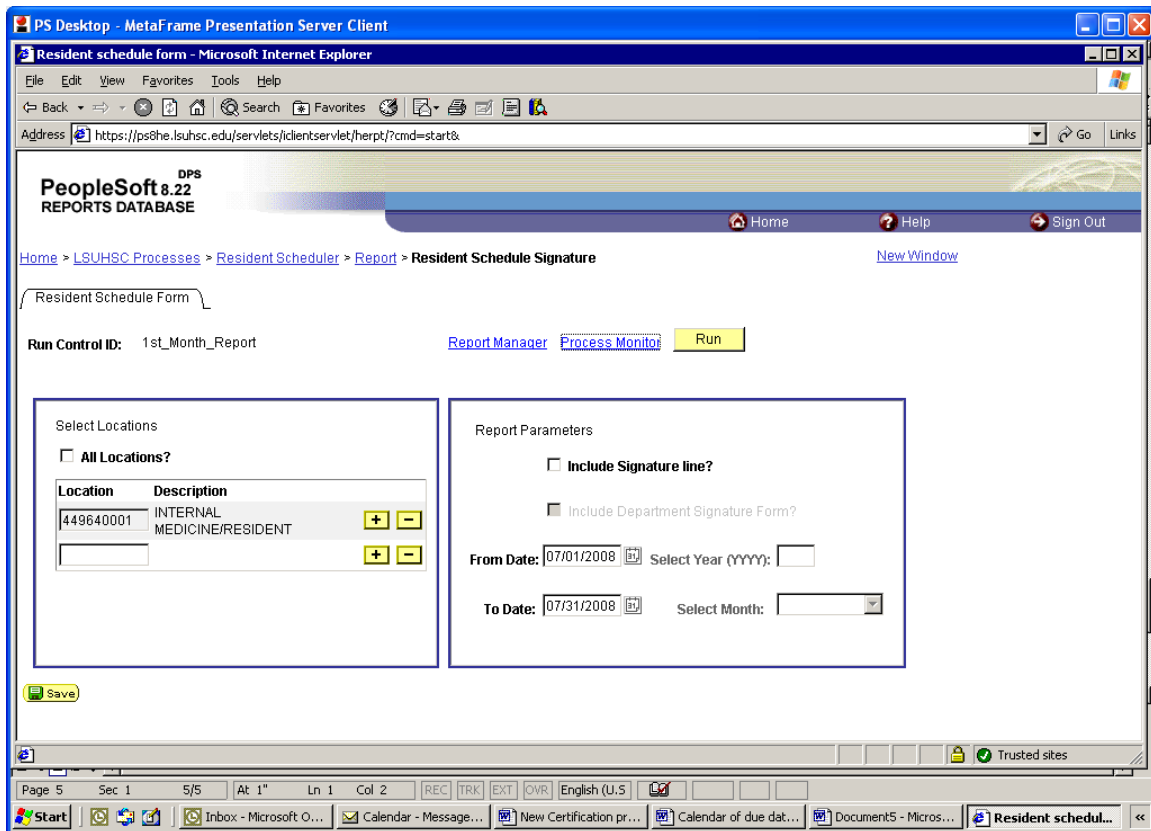 PS Desktop - MetaFrame Presentation Server Client
Resident schedule form - Microsoft Internet Explorer
File Edit View Favorites Tools Help
Back Search Favorites
Address https://ps8he.lsuhsc.edu/servlets/iclientservlet/herpt/?cmd=start& Go Links
DPS
PeopleSoft 8.22
REPORTS DATABASE
Home Help Sign Out
Home > LSUHSC Processes > Resident Scheduler > Report > Resident Schedule Signature New Window
Resident Schedule Form
Run Control ID: 1st_Month_Report Report Manager Process Monitor Run
Select Locations
All Locations?
Location Description
449640001 INTERNAL
MEDICINE/RESIDENT
+ -
+ -
Report Parameters
Include Signature line?
Include Department Signature Form?
From Date: 07/01/2008 Select Year (YYYY):
To Date: 07/31/2008 Select Month:
Save
Trusted sites
Page 5 Sec 1 5/5 At 1" Ln 1 Col 2 REC TRK EXT OVR English (U.S
Start Inbox - Microsoft O... Calendar - Message... New Certification pr... Calendar of due dat... Document5 - Micros... Resident schedul... «